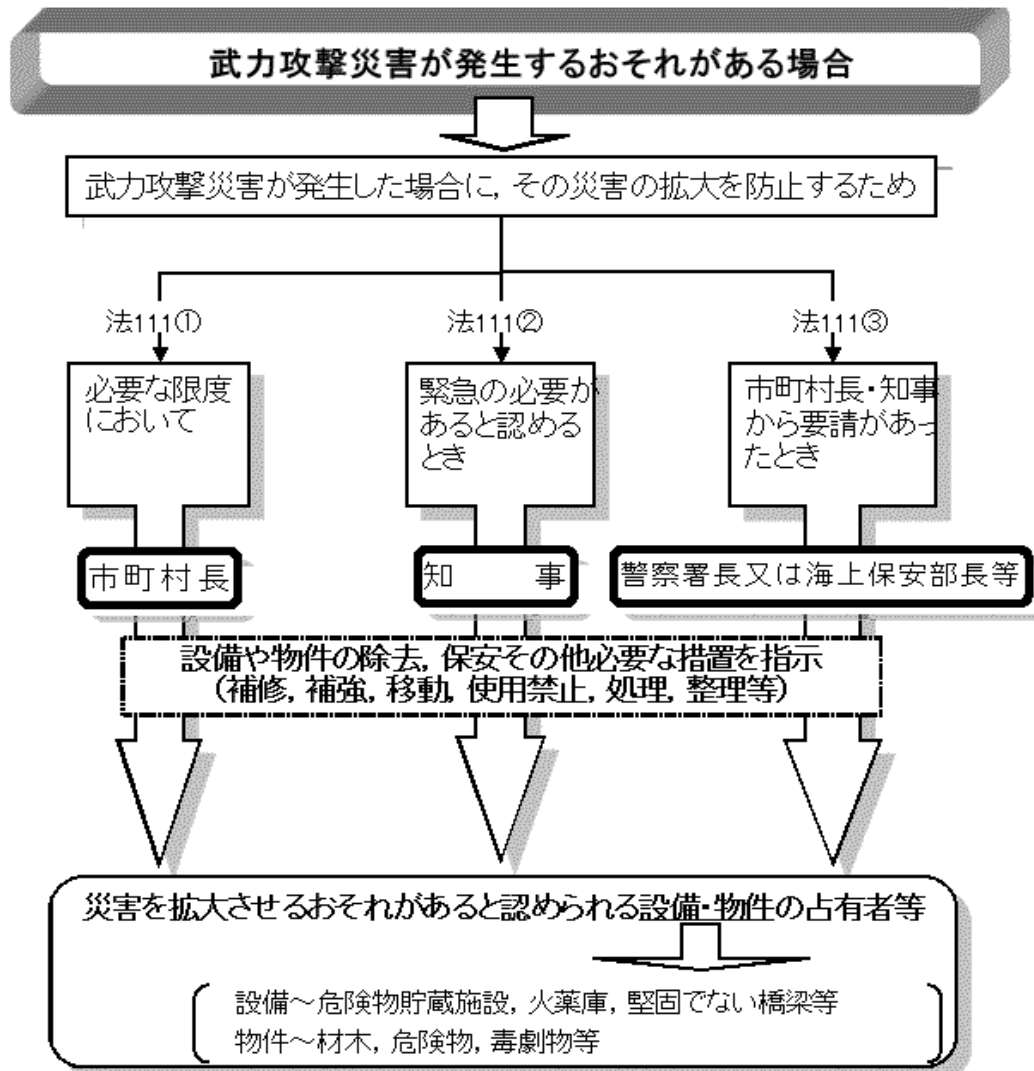 武力攻撃災害が発生するおそれがある場合
武力攻撃災害が発生した場合に，その災害の拡大を防止するため
法111①
法111②
法111③
必要な限度
において
緊急の必要が
あると認める
とき
市町村長・知事
から要請があっ
たとき
市町村長
知　　事
警察署長又は海上保安部長等
設備や物件の除去，保安その他必要な措置を指示
（補修，補強，移動，使用禁止，処理，整理等）
災害を拡大させるおそれがあると認められる設備・物件の占有者等
設備～危険物貯蔵施設，火薬庫，堅固でない橋梁等
物件～材木，危険物，毒劇物等